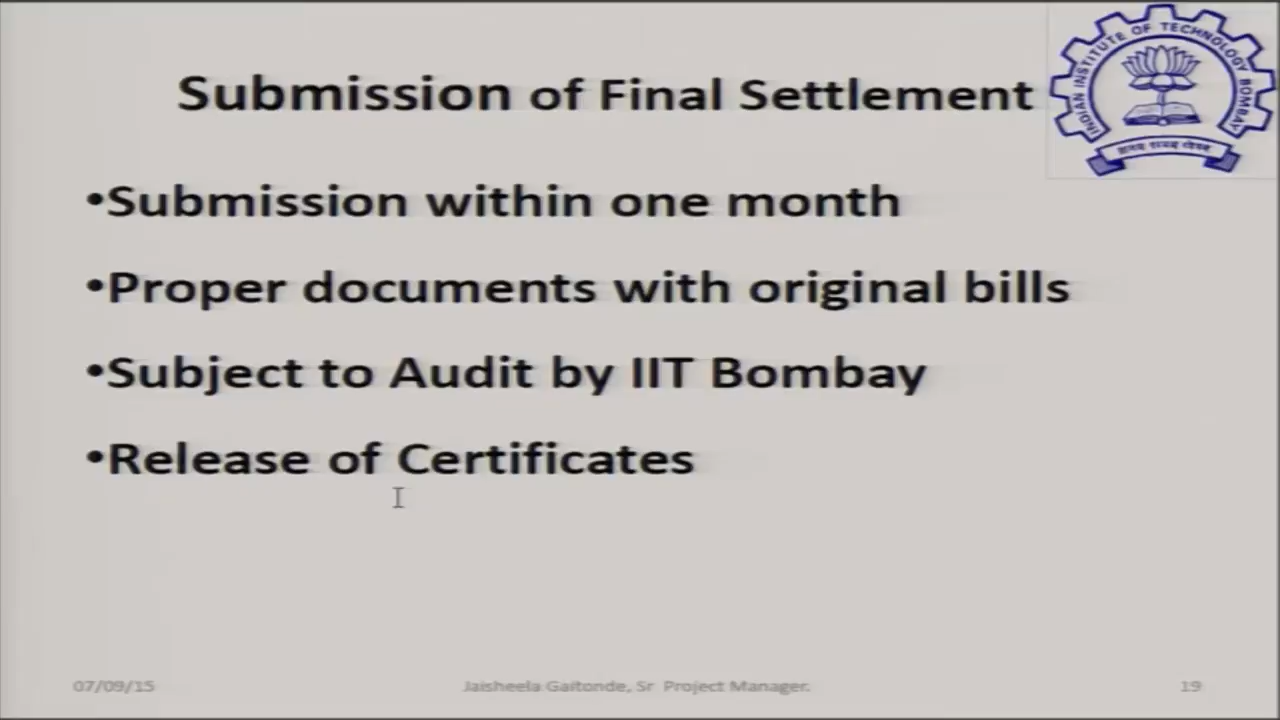 Submission of Final Settlement
INDIAN INSTITUTE OF TECHNOLOGY BOMBAY
•Submission within one month
•Proper documents with original bills
•Subject to Audit by IIT Bombay
•Release of Certificates
07/09/15
Jaisheela Gaitonde, Sr Project Manager.
19